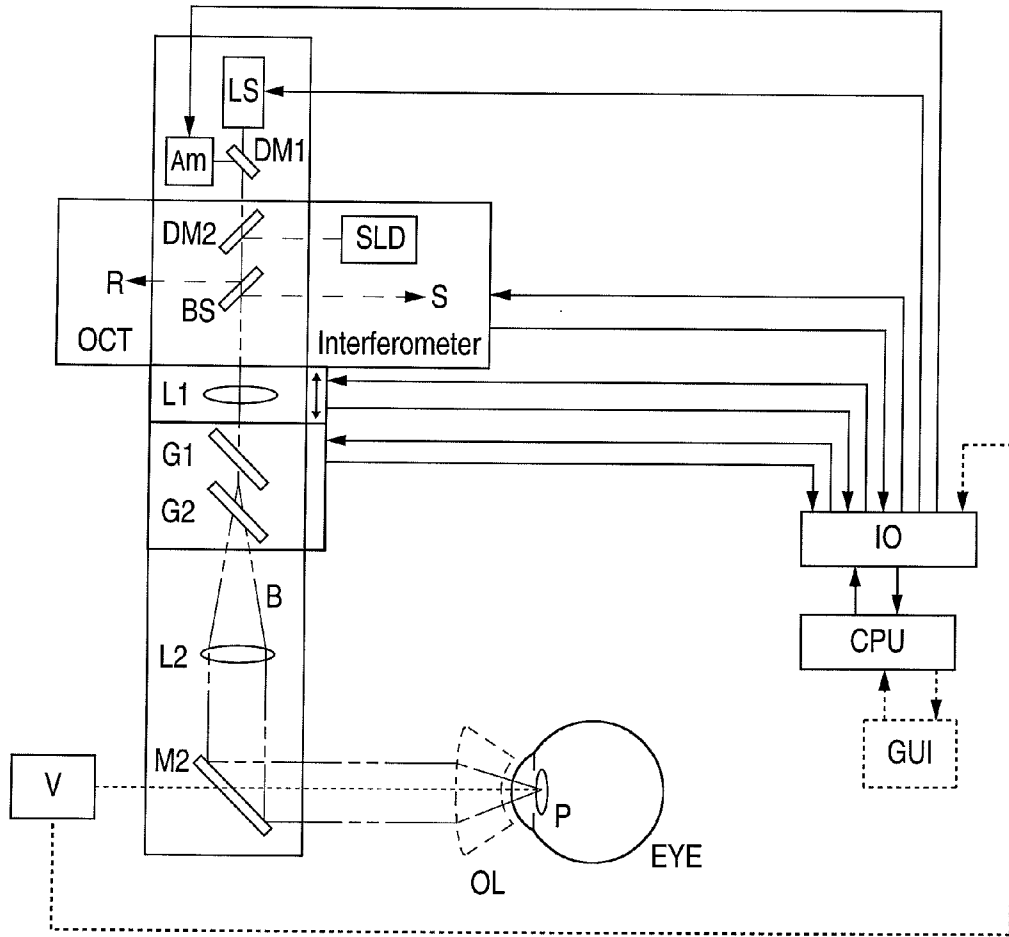 LS
DM1
Am
DM2
SLD
R
S
BS
OCT
Interferometer
L1
G1
G2
IO
B
CPU
L2
GUI
M2
V
P
EYE
OL